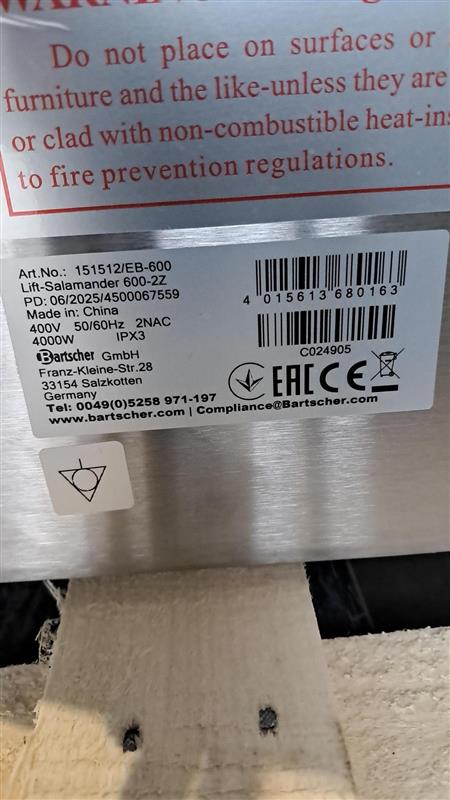 Do not place on surfaces or
furniture and the like-unless they are
or clad with non-combustible
to fire prevention regulations.
Art.No.: 151512/EB-600
Lift-Salamander 600-2Z
PD: 06/2025/4500067559
Made in: China
400V 50/60Hz 2NAC
4000W IPX3
Bartscher GmbH
Franz-Kleine-Str.28
33154 Salzkotten
Germany
Tel: 0049(0)5258 971-197
www.bartscher.com | Compliance@Bartscher.com
4 015613 680163
C024905
EAC CE